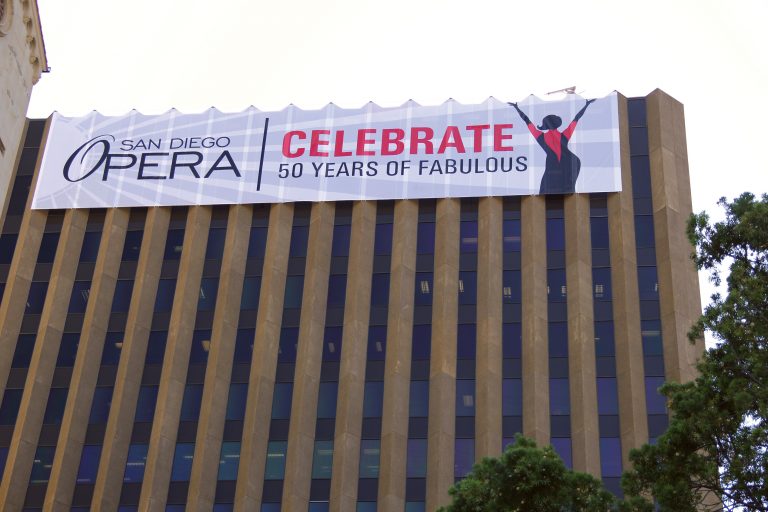 SAN DIEGO
OPERA
CELEBRATE
50 YEARS OF FABULOUS